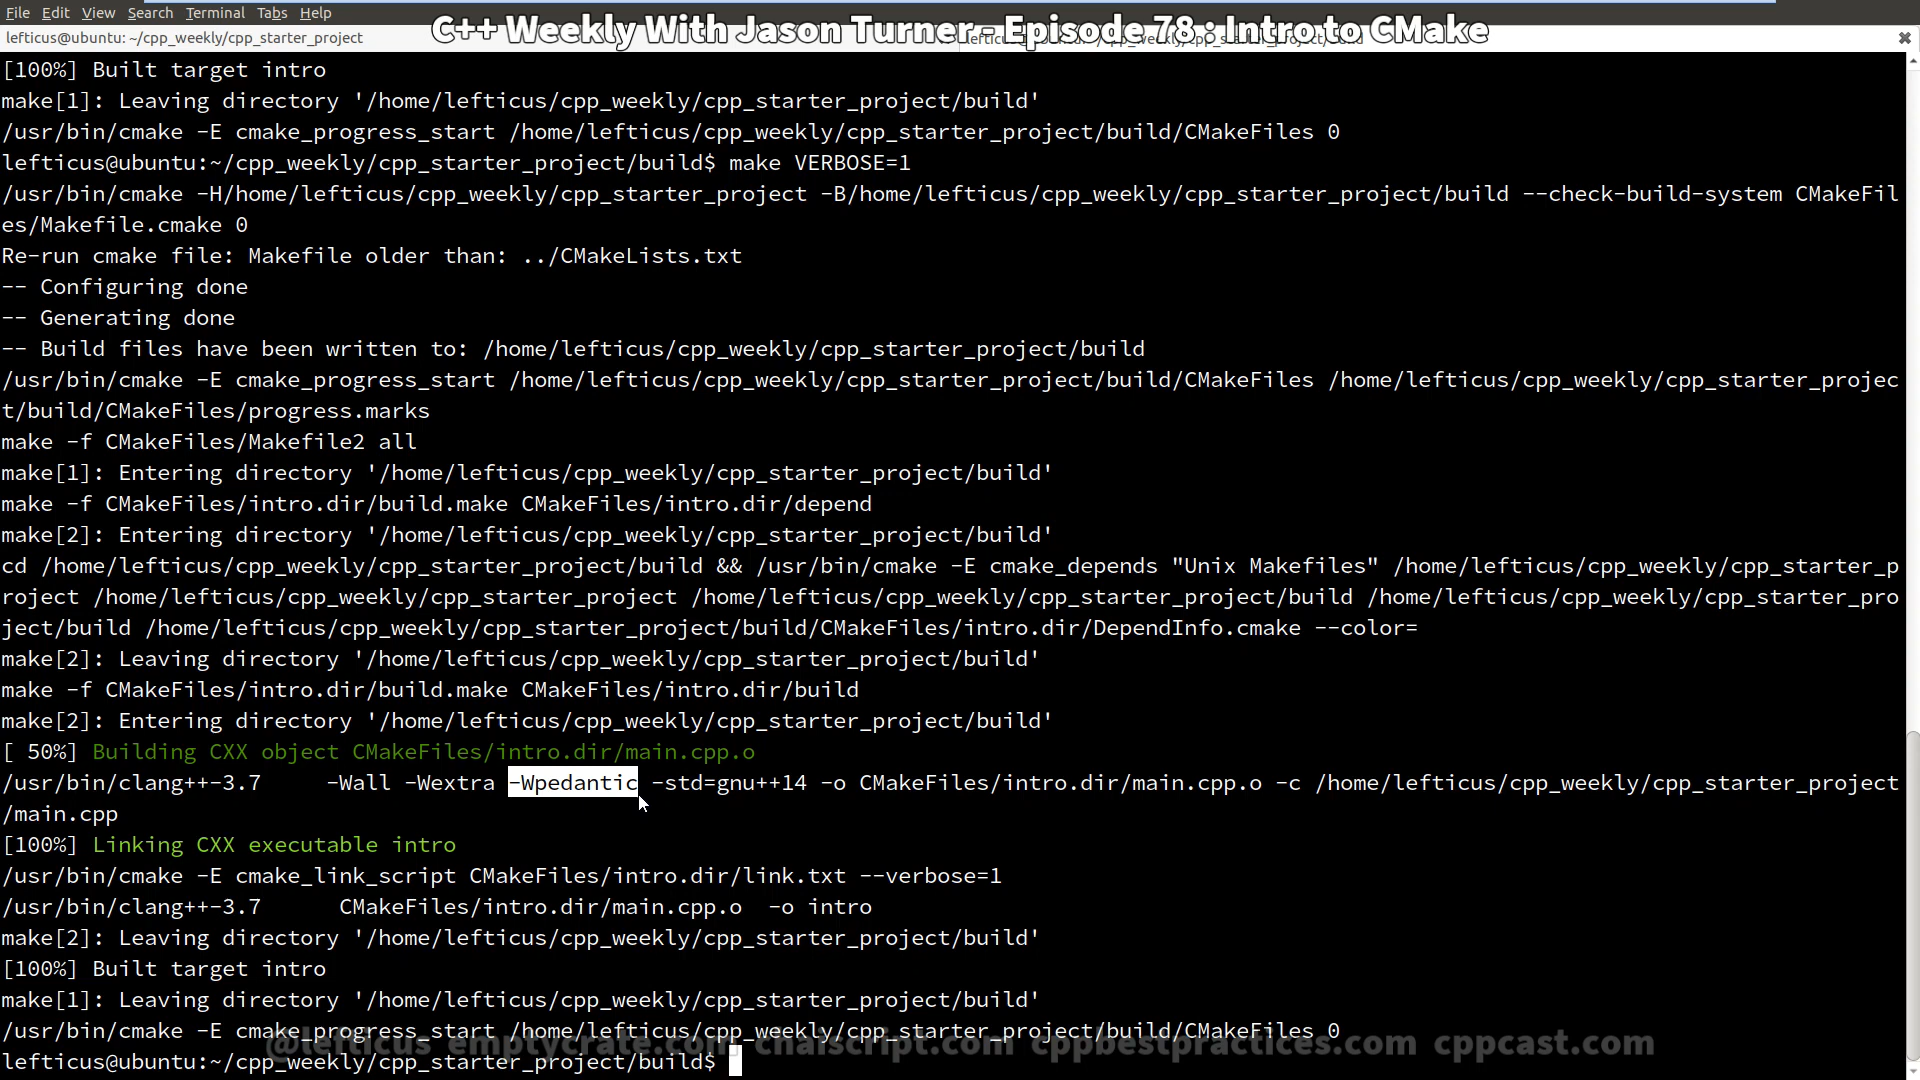 File Edit View Search Terminal Tabs Help
C++ Weekly With Jason Turner - Episode 78 : Intro to CMake
lefticus@ubuntu: ~/cpp_weekly/cpp_starter_project
[100%] Built target intro
make[1]: Leaving directory '/home/lefticus/cpp_weekly/cpp_starter_project/build'
/usr/bin/cmake -E cmake_progress_start /home/lefticus/cpp_weekly/cpp_starter_project/build/CMakeFiles 0
lefticus@ubuntu:~/cpp_weekly/cpp_starter_project/build$ make VERBOSE=1
/usr/bin/cmake -H/home/lefticus/cpp_weekly/cpp_starter_project -B/home/lefticus/cpp_weekly/cpp_starter_project/build --check-build-system CMakeFil
es/Makefile.cmake 0
Re-run cmake file: Makefile older than: ../CMakeLists.txt
-- Configuring done
-- Generating done
-- Build files have been written to: /home/lefticus/cpp_weekly/cpp_starter_project/build
/usr/bin/cmake -E cmake_progress_start /home/lefticus/cpp_weekly/cpp_starter_project/build/CMakeFiles /home/lefticus/cpp_weekly/cpp_starter_projec
t/build/CMakeFiles/progress.marks
make -f CMakeFiles/Makefile2 all
make[1]: Entering directory '/home/lefticus/cpp_weekly/cpp_starter_project/build'
make -f CMakeFiles/intro.dir/build.make CMakeFiles/intro.dir/depend
make[2]: Entering directory '/home/lefticus/cpp_weekly/cpp_starter_project/build'
cd /home/lefticus/cpp_weekly/cpp_starter_project/build && /usr/bin/cmake -E cmake_depends "Unix Makefiles" /home/lefticus/cpp_weekly/cpp_starter_p
roject /home/lefticus/cpp_weekly/cpp_starter_project /home/lefticus/cpp_weekly/cpp_starter_project/build /home/lefticus/cpp_weekly/cpp_starter_pro
ject/build /home/lefticus/cpp_weekly/cpp_starter_project/build/CMakeFiles/intro.dir/DependInfo.cmake --color=
make[2]: Leaving directory '/home/lefticus/cpp_weekly/cpp_starter_project/build'
make -f CMakeFiles/intro.dir/build.make CMakeFiles/intro.dir/build
make[2]: Entering directory '/home/lefticus/cpp_weekly/cpp_starter_project/build'
[ 50%] Building CXX object CMakeFiles/intro.dir/main.cpp.o
/usr/bin/clang++-3.7     -Wall -Wextra -Wpedantic -std=gnu++14 -o CMakeFiles/intro.dir/main.cpp.o -c /home/lefticus/cpp_weekly/cpp_starter_project
/main.cpp
[100%] Linking CXX executable intro
/usr/bin/cmake -E cmake_link_script CMakeFiles/intro.dir/link.txt --verbose=1
/usr/bin/clang++-3.7      CMakeFiles/intro.dir/main.cpp.o  -o intro
make[2]: Leaving directory '/home/lefticus/cpp_weekly/cpp_starter_project/build'
[100%] Built target intro
make[1]: Leaving directory '/home/lefticus/cpp_weekly/cpp_starter_project/build'
/usr/bin/cmake -E cmake_progress_start /home/lefticus/cpp_weekly/cpp_starter_project/build/CMakeFiles 0
@lefticus emptycrate.com chaiscript.com cppbestpractices.com cppcast.com
lefticus@ubuntu:~/cpp_weekly/cpp_starter_project/build$